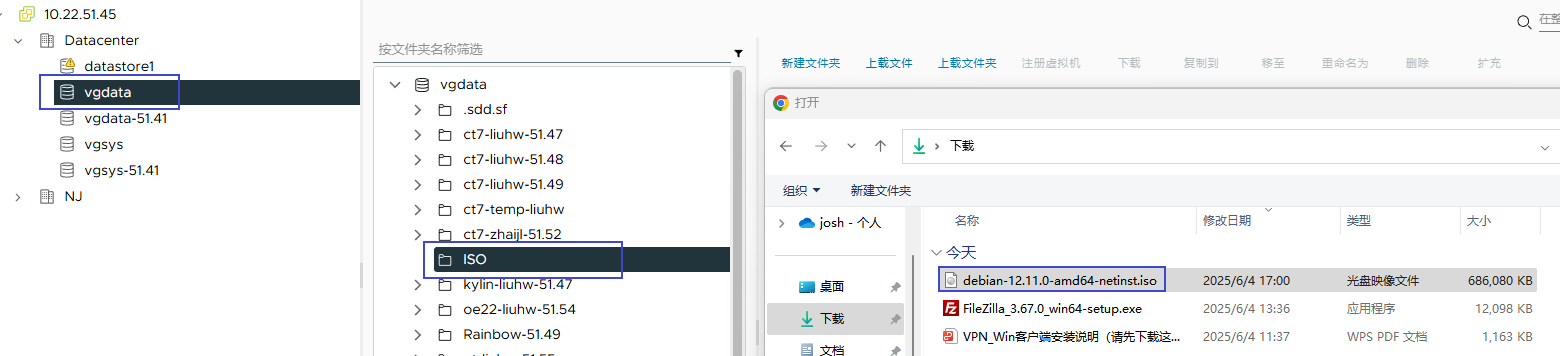 10.22.51.45
Datacenter
datastore1
vgdata
vgdata-51.41
vgsys
vgsys-51.41
NJ
按文件夹名称筛选
vgdata
.sdd.sf
ct7-liuhw-51.47
ct7-liuhw-51.48
ct7-liuhw-51.49
ct7-temp-liuhw
ct7-zhaijl-51.52
ISO
kylin-liuhw-51.47
oe22-liuhw-51.54
Rainbow-51.49
在整
新建文件夹 上载文件 上载文件夹 注册虚拟机 下载 复制到 移至 重命名为 删除 扩充
打开
下载
组织 新建文件夹
josh - 个人
桌面
下载
文档
名称 修改日期 类型 大小
今天
debian-12.11.0-amd64-netinst.iso 2025/6/4 17:00 光盘映像文件 686,080 KB
FileZilla_3.67.0_win64-setup.exe 2025/6/4 13:36 应用程序 12,098 KB
VPN_Win客户端安装说明（请先下载这... 2025/6/4 11:37 WPS PDF 文档 1,163 KB